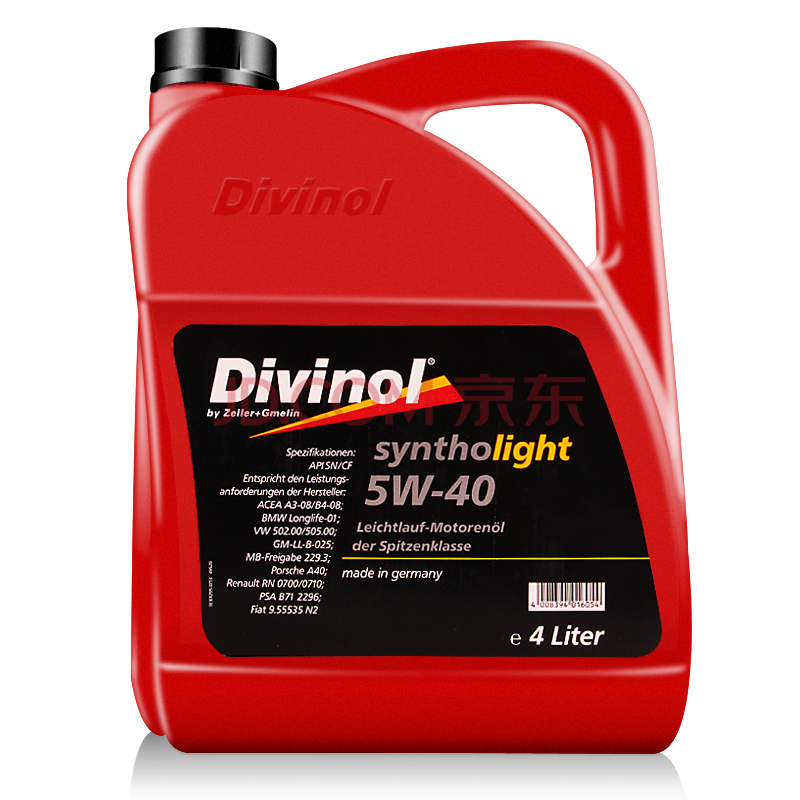 Divinol
Divinol®
by Zeller+Gmelin
JD.COM 京东
syntholight
5W-40
Leichtlauf-Motorenöl
der Spitzenklasse
made in germany
Spezifikationen:
API SN/CF
Entspricht den Leistungs-
anforderungen der Hersteller:
ACEA A3-08/B4-08;
BMW Longlife-01;
VW 502.00/505.00;
GM-LL-B-025;
MB-Freigabe 229.3;
Porsche A40;
Renault RN 0700/0710;
PSA B71 2296;
Fiat 9.55535 N2
4 008394 016054
e 4 Liter